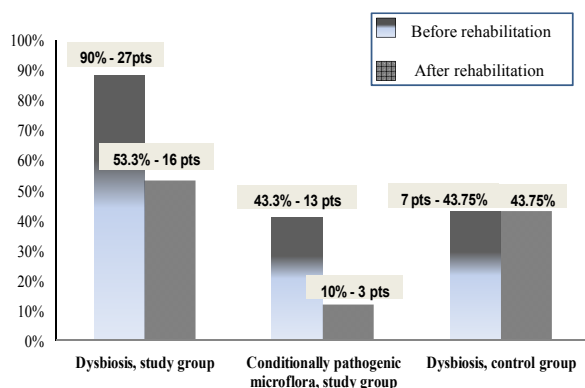 Before rehabilitation
After rehabilitation
100%
90%
80%
70%
60%
50%
40%
30%
20%
10%
0%
90% - 27pts
53.3% - 16 pts
43.3% - 13 pts
10% - 3 pts
7 pts - 43.75%
43.75%
Dysbiosis, study group
Conditionally pathogenic
microflora, study group
Dysbiosis, control group